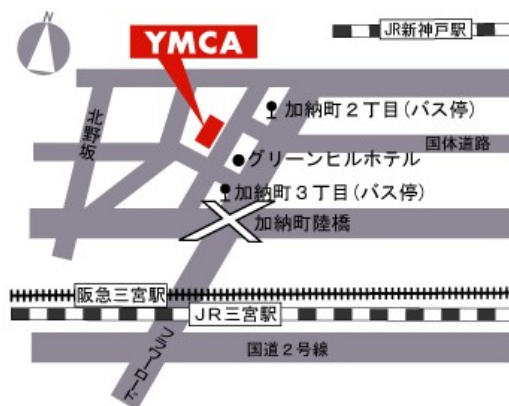 N
YMCA
JR新神戸駅
北野坂
加納町2丁目(バス停)
国体道路
グリーンヒルホテル
加納町3丁目(バス停)
加納町陸橋
阪急三宮駅
JR三宮駅
フラワーロード
国道2号線